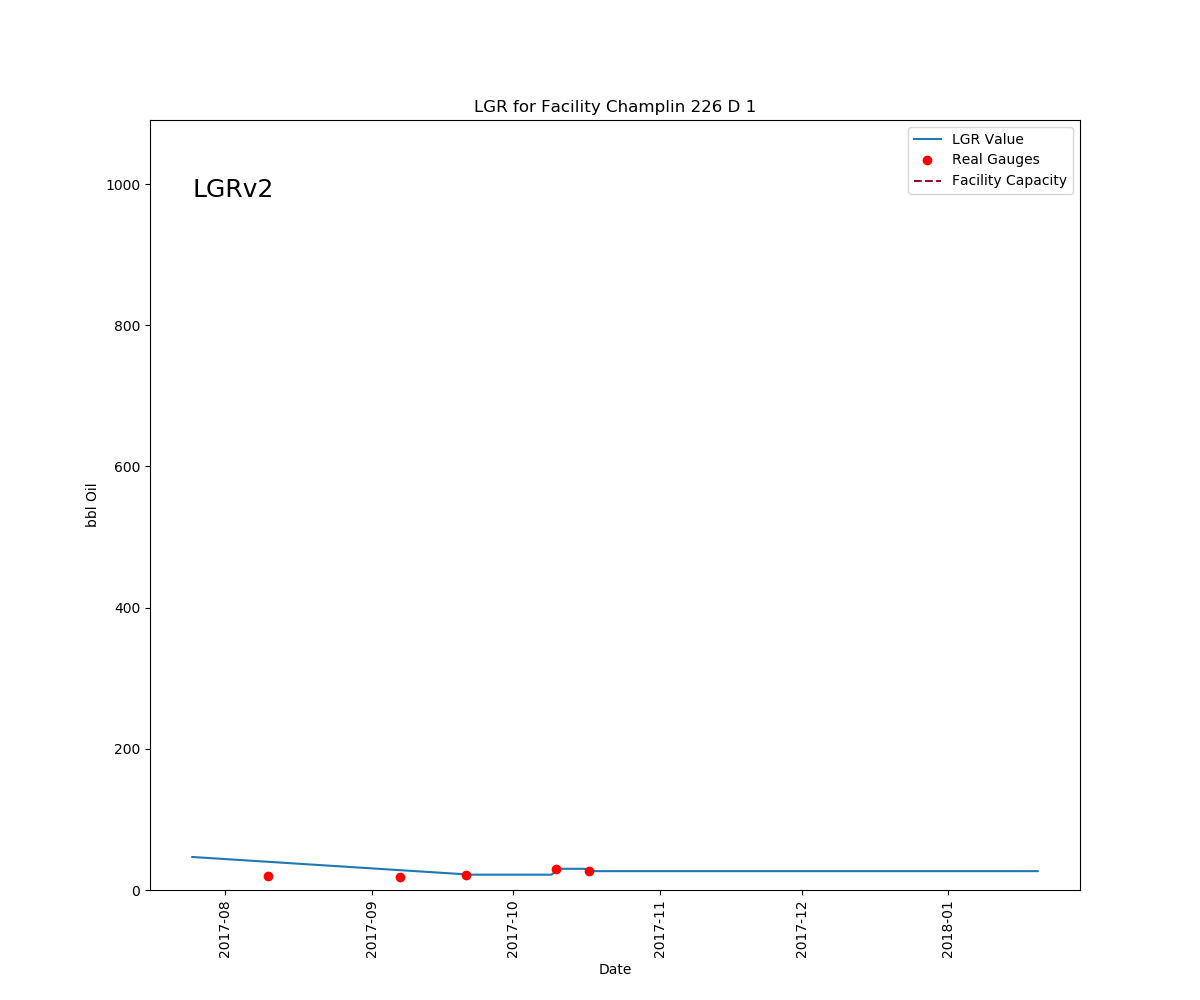 LGR for Facility Champlin 226 D 1
LGRv2
LGR Value
Real Gauges
Facility Capacity
1000
800
600
400
200
0
bbl Oil
2017-08
2017-09
2017-10
2017-11
2017-12
2018-01
Date